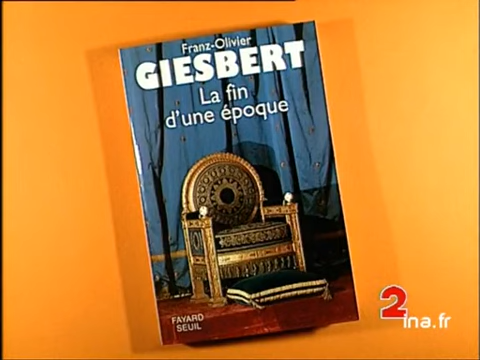 Franz-Olivier
GIESBERT
La fin
d'une époque
FAYARD
SEUIL
2
ina.fr